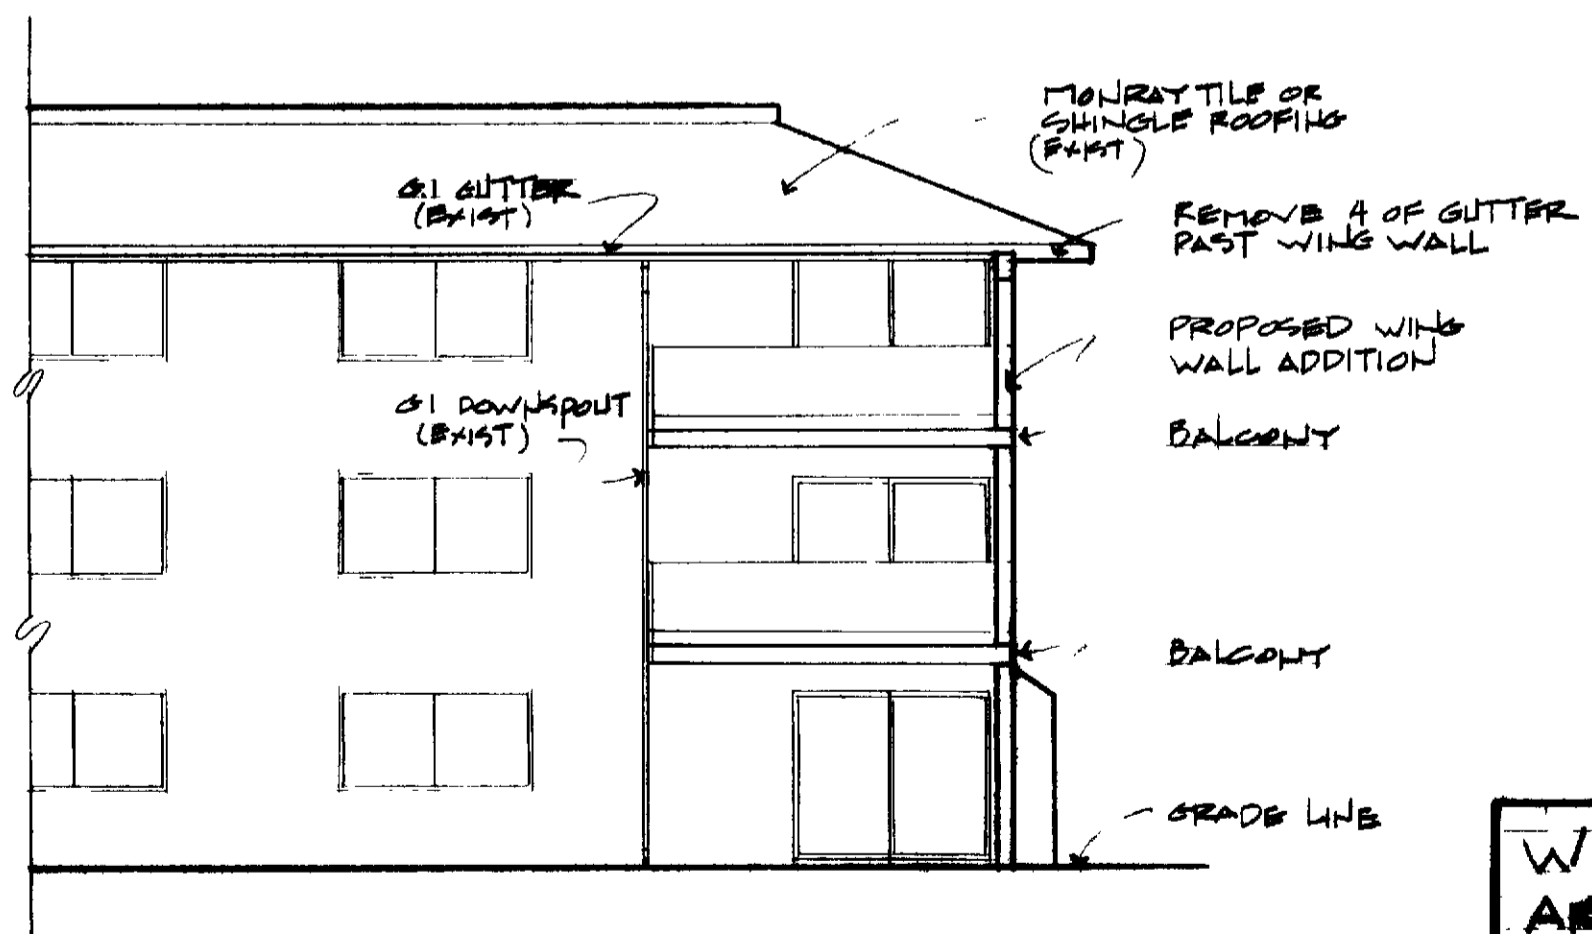 MONRAY TILE OR
SHINGLE ROOFING
(EXIST)
G.I GUTTER
(EXIST)
REMOVE 4 OF GUTTER
PAST WING WALL
PROPOSED WING
WALL ADDITION
G I DOWNSPOUT
(EXIST)
BALCONY
BALCONY
GRADE LINE